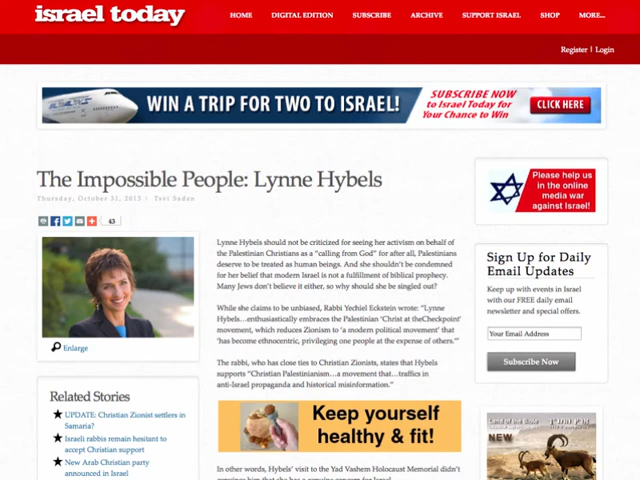 israel today
HOME DIGITAL EDITION SUBSCRIBE ARCHIVE SUPPORT ISRAEL SHOP MORE...
Register | Login
WIN A TRIP FOR TWO TO ISRAEL!
SUBSCRIBE NOW
to Israel Today for
Your Chance to Win
CLICK HERE
The Impossible People: Lynne Hybels
Thursday, October 31, 2013 | Tsvi Sadan
43
Enlarge
Related Stories
UPDATE: Christian Zionist settlers in
Samaria?
Israeli rabbis remain hesitant to
accept Christian support
New Arab Christian party
announced in Israel
Lynne Hybels should not be criticized for seeing her activism on behalf of
the Palestinian Christians as a “calling from God” for after all, Palestinians
deserve to be treated as human beings. And she shouldn't be condemned
for her belief that modern Israel is not a fulfillment of biblical prophecy.
Many Jews don't believe it either, so why should she be singled out?
While she claims to be unbiased, Rabbi Yechiel Eckstein wrote: “Lynne
Hybels…enthusiastically embraces the Palestinian 'Christ at theCheckpoint'
movement, which reduces Zionism to 'a modern political movement' that
'has become ethnocentric, privileging one people at the expense of others.'”
The rabbi, who has close ties to Christian Zionists, states that Hybels
supports “Christian Palestinianism…a movement that…traffics in
anti-Israel propaganda and historical misinformation.”
Keep yourself
healthy & fit!
In other words, Hybels' visit to the Yad Vashem Holocaust Memorial didn't
Please help us
in the online
media war
against Israel!
Sign Up for Daily
Email Updates
Keep up with events in Israel
with our FREE daily email
newsletter and special offers.
Your Email Address
Subscribe Now
Land of the Bible
NEW